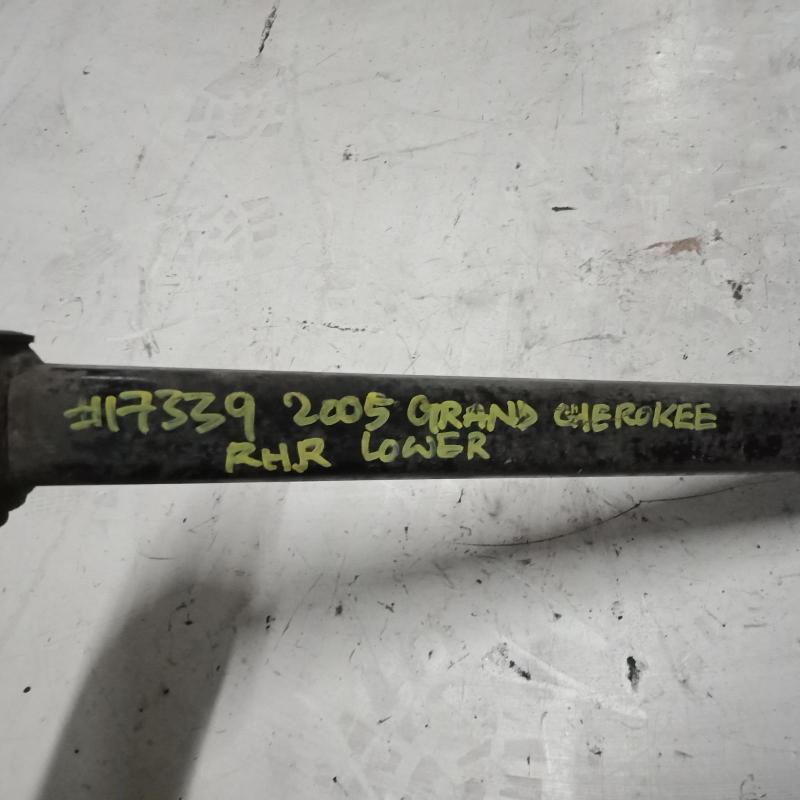 #17339 2005 GRAND CHEROKEE
RHR LOWER